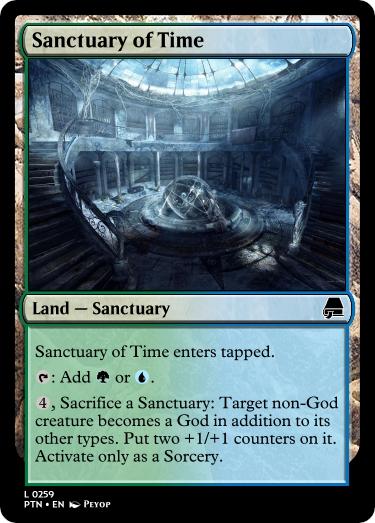 Sanctuary of Time
Land — Sanctuary
Sanctuary of Time enters tapped.
: Add or .
4, Sacrifice a Sanctuary: Target non-God
creature becomes a God in addition to its
other types. Put two +1/+1 counters on it.
Activate only as a Sorcery.
L 0259
PTN • EN Peyop